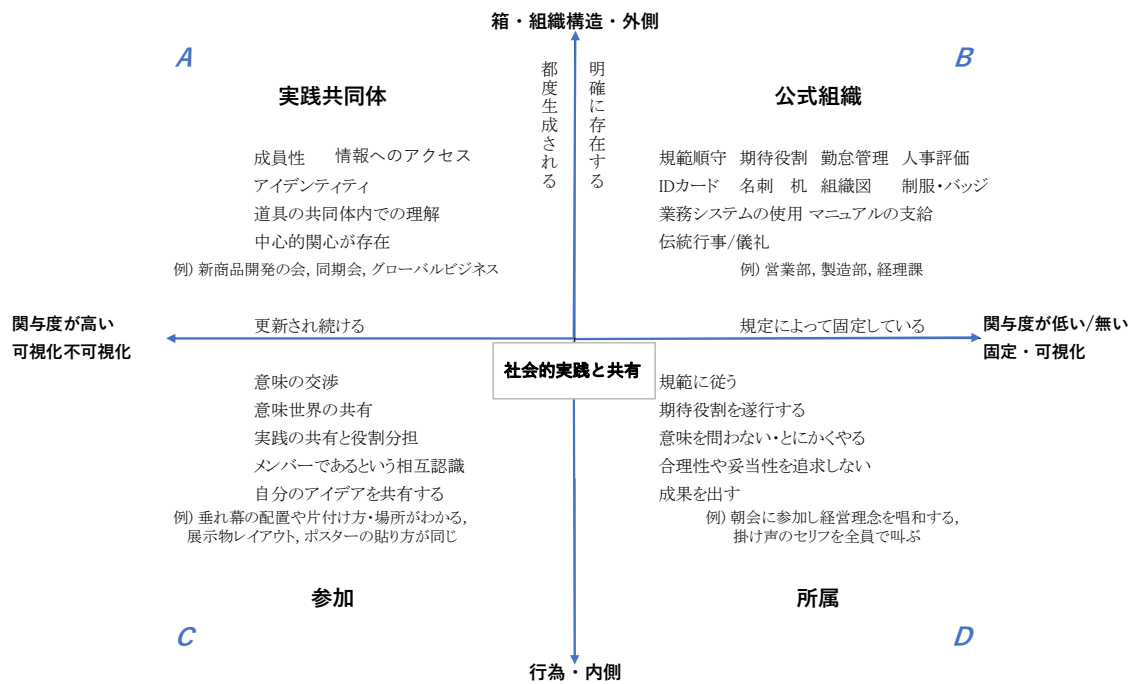 箱・組織構造・外側
A
B
都度生成される
明確に存在する
実践共同体
公式組織
成員性 情報へのアクセス
アイデンティティ
道具の共同体内での理解
中心的関心が存在
例) 新商品開発の会, 同期会, グローバルビジネス
規範順守 期待役割 勤怠管理 人事評価
IDカード 名刺 机 組織図 制服・バッジ
業務システムの使用 マニュアルの支給
伝統行事/儀礼
例) 営業部, 製造部, 経理課
関与度が高い
可視化不可視化
更新され続ける
規定によって固定している
関与度が低い/無い
固定・可視化
社会的実践と共有
意味の交渉
意味世界の共有
実践の共有と役割分担
メンバーであるという相互認識
自分のアイデアを共有する
例) 垂れ幕の配置や片付け方・場所がわかる,
展示物レイアウト, ポスターの貼り方が同じ
規範に従う
期待役割を遂行する
意味を問わない・とにかくやる
合理性や妥当性を追求しない
成果を出す
例) 朝会に参加し経営理念を唱和する,
掛け声のセリフを全員で叫ぶ
参加
所属
C
D
行為・内側